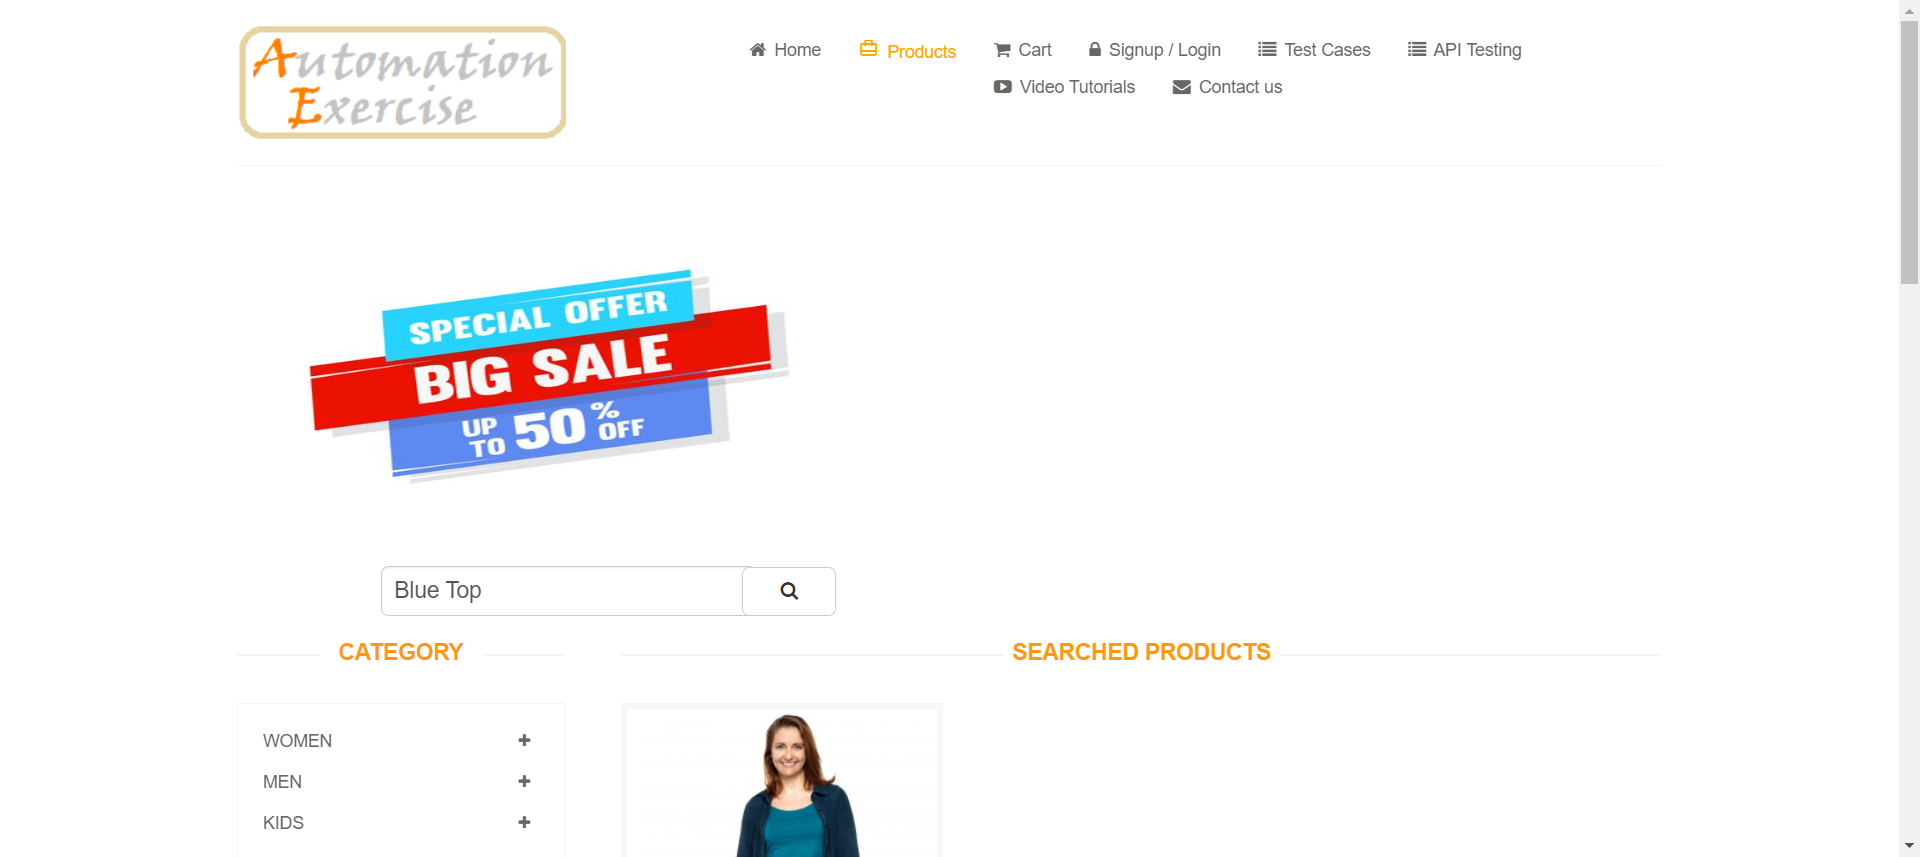 Automation
Exercise
Home
Products
Cart
Signup / Login
Test Cases
API Testing
Video Tutorials
Contact us
SPECIAL OFFER
BIG SALE
UP TO 50% OFF
Blue Top
CATEGORY
SEARCHED PRODUCTS
WOMEN
MEN
KIDS